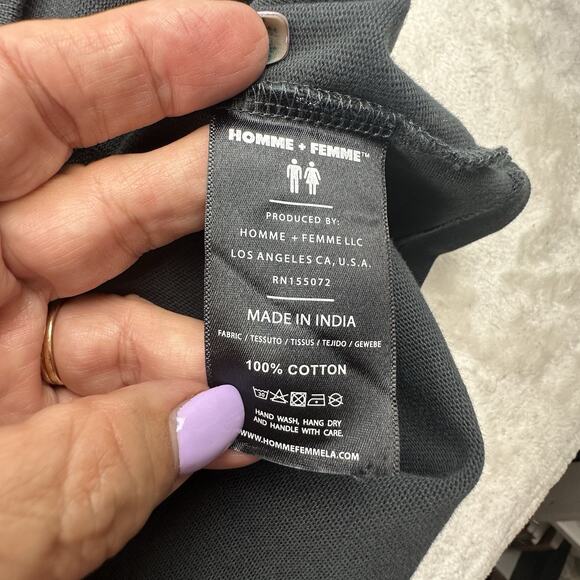 HOMME + FEMME™
PRODUCED BY:
HOMME + FEMME LLC
LOS ANGELES CA, U.S.A.
RN155072
MADE IN INDIA
FABRIC / TESSUTO / TISSUS / TEJIDO / GEWEBE
100% COTTON
30
HAND WASH, HANG DRY
AND HANDLE WITH CARE.
WWW.HOMMEFEMMELA.COM